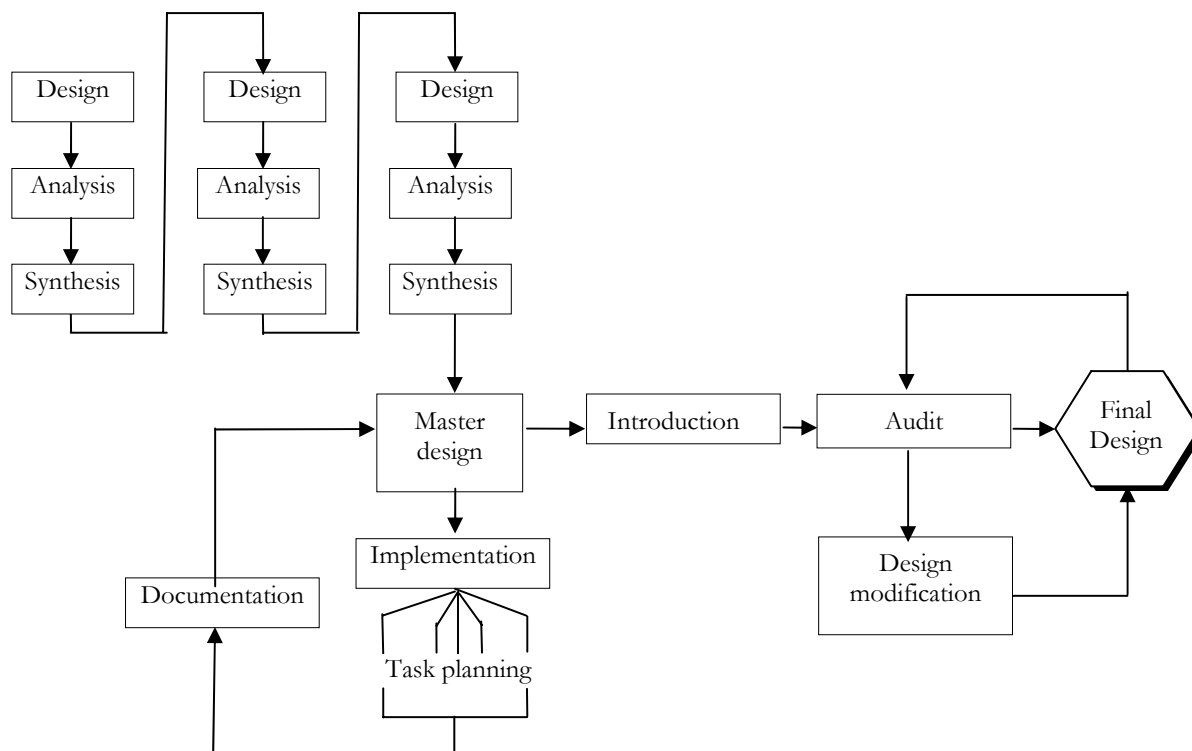 Design
Design
Design
Analysis
Analysis
Analysis
Synthesis
Synthesis
Synthesis
Master
design
Introduction
Audit
Final
Design
Implementation
Design
modification
Documentation
Task planning